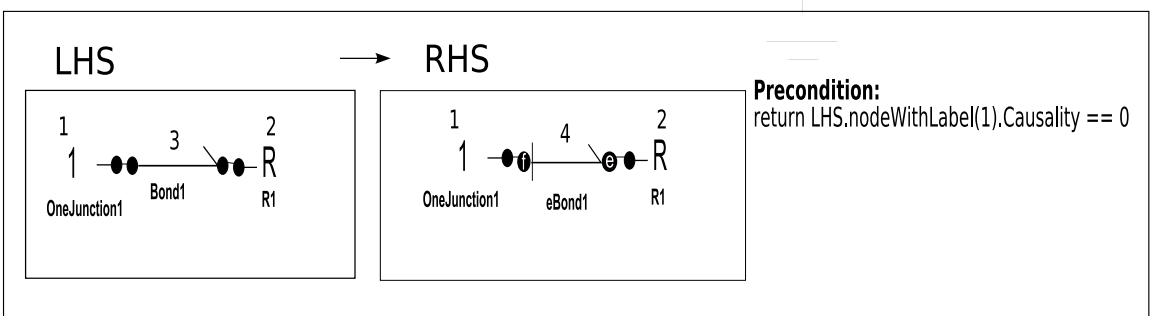 LHS
RHS
1
3
2
1
R
Bond1
OneJunction1
R1
1
4
2
1
f
e
R
OneJunction1
eBond1
R1
Precondition:
return LHS.nodeWithLabel(1).Causality == 0